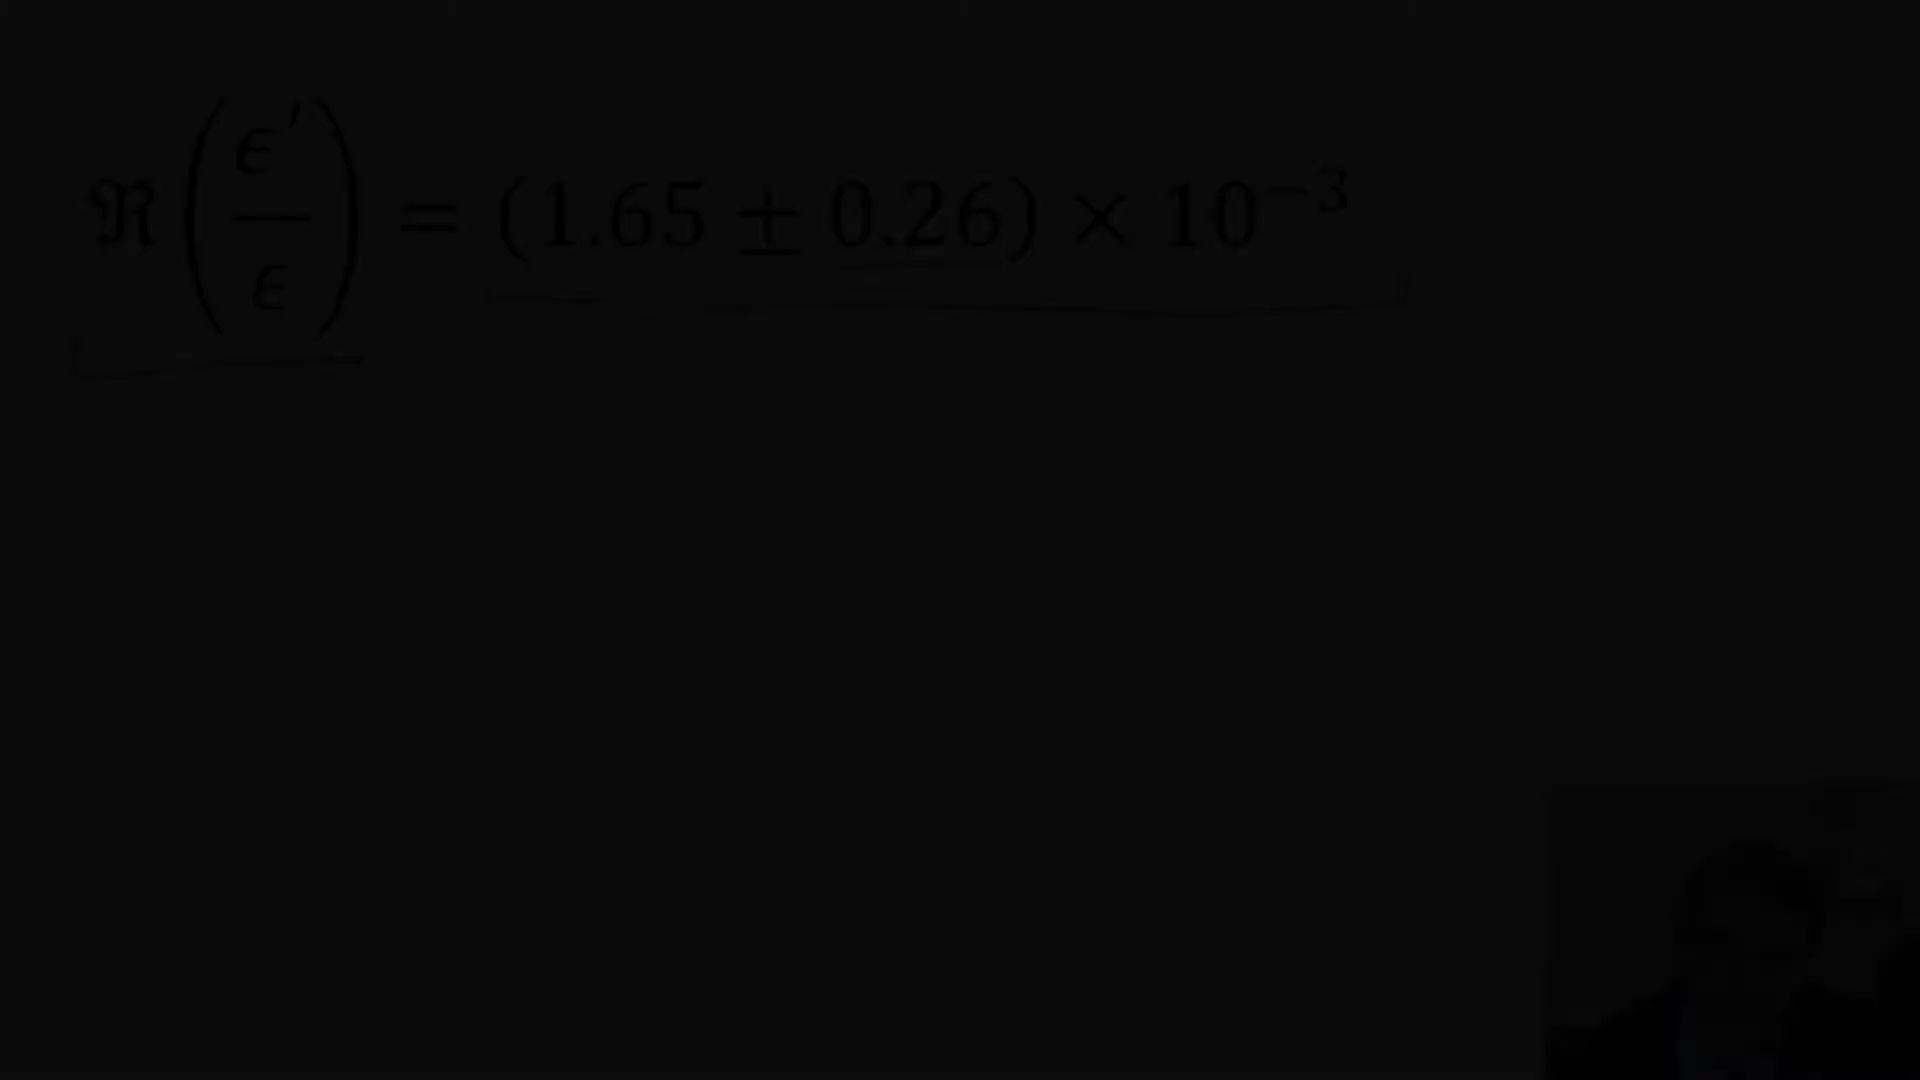 ℜ(ϵ′/ϵ) = (1.65 ± 0.26) × 10⁻³